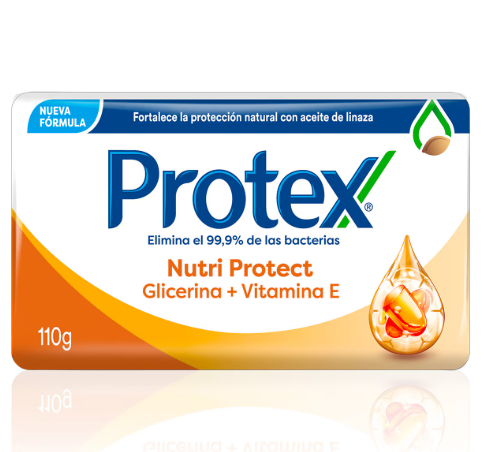 NUEVA
FÓRMULA
Fortalece la protección natural con aceite de linaza
Protex®
Elimina el 99,9% de las bacterias
Nutri Protect
Glicerina + Vitamina E
110g